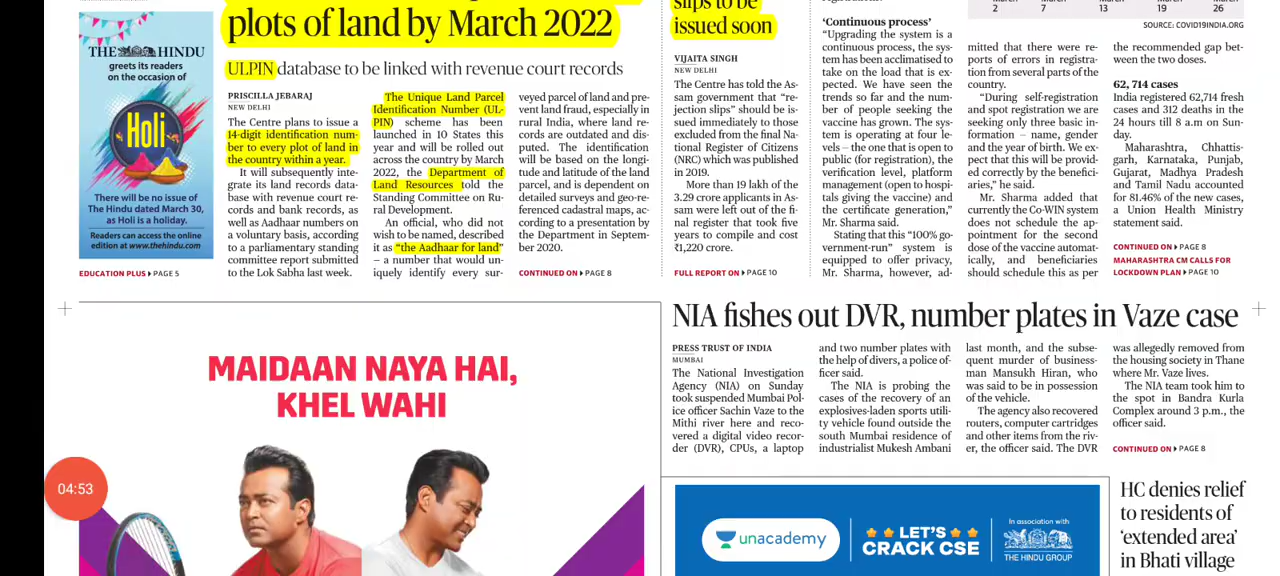 plots of land by March 2022
ULPIN database to be linked with revenue court records
THE HINDU
greets its readers
on the occasion of
Holi
There will be no issue of
The Hindu dated March 30,
as Holi is a holiday.
Readers can access the online
edition at www.thehindu.com
EDUCATION PLUS PAGE 5
PRISCILLA JEBARAJ
NEW DELHI
The Centre plans to issue a
14-digit identification num-
ber to every plot of land in
the country within a year.
It will subsequently inte-
grate its land records data-
base with revenue court rec-
ords and bank records, as
well as Aadhaar numbers on
a voluntary basis, according
to a parliamentary standing
committee report submitted
to the Lok Sabha last week.
The Unique Land Parcel
Identification Number (UL-
PIN) scheme has been
launched in 10 States this
year and will be rolled out
across the country by March
2022, the Department of
Land Resources told the
Standing Committee on Ru-
ral Development.
An official, who did not
wish to be named, described
it as “the Aadhaar for land”
– a number that would un-
iquely identify every sur-
veyed parcel of land and pre-
vent land fraud, especially in
rural India, where land re-
cords are outdated and dis-
puted. The identification
will be based on the longi-
tude and latitude of the land
parcel, and is dependent on
detailed surveys and geo-re-
ferenced cadastral maps, ac-
cording to a presentation by
the Department in Septem-
ber 2020.
CONTINUED ON PAGE 8
slips to be
issued soon
VIJAITA SINGH
NEW DELHI
The Centre has told the As-
sam government that “re-
jection slips” should be is-
sued immediately to those
excluded from the final Na-
tional Register of Citizens
(NRC) which was published
in 2019.
More than 19 lakh of the
3.29 crore applicants in As-
sam were left out of the fi-
nal register that took five
years to compile and cost
₹1,220 crore.
FULL REPORT ON PAGE 10
‘Continuous process’
“Upgrading the system is a
continuous process, the sys-
tem has been acclimatised to
take on the load that is ex-
pected. We have seen the
trends so far and the num-
ber of people seeking the
vaccine has grown. The sys-
tem is operating at four le-
vels – the one that is open to
public (for registration), the
verification level, platform
management (open to hospi-
tals giving the vaccine) and
the certificate generation,”
Mr. Sharma said.
Stating that this “100% go-
vernment-run” system is
equipped to offer privacy,
Mr. Sharma, however, ad-
2 7 13 19 26
SOURCE: COVID19INDIA.ORG
mitted that there were re-
ports of errors in registra-
tion from several parts of the
country.
“During self-registration
and spot registration we are
seeking only three basic in-
formation – name, gender
and the year of birth. We ex-
pect that this will be provid-
ed correctly by the benefici-
aries,” he said.
Mr. Sharma added that
currently the Co-WIN system
does not schedule the ap-
pointment for the second
dose of the vaccine automat-
ically, and beneficiaries
should schedule this as per
the recommended gap bet-
ween the two doses.
62, 714 cases
India registered 62,714 fresh
cases and 312 deaths in the
24 hours till 8 a.m on Sun-
day.
Maharashtra, Chhattis-
garh, Karnataka, Punjab,
Gujarat, Madhya Pradesh
and Tamil Nadu accounted
for 81.46% of the new cases,
a Union Health Ministry
statement said.
CONTINUED ON PAGE 8
MAHARASHTRA CM CALLS FOR
LOCKDOWN PLAN PAGE 10
NIA fishes out DVR, number plates in Vaze case
PRESS TRUST OF INDIA
MUMBAI
The National Investigation
Agency (NIA) on Sunday
took suspended Mumbai Pol-
ice officer Sachin Vaze to the
Mithi river here and reco-
vered a digital video recor-
der (DVR), CPUs, a laptop
and two number plates with
the help of divers, a police of-
ficer said.
The NIA is probing the
cases of the recovery of an
explosives-laden sports utili-
ty vehicle found outside the
south Mumbai residence of
industrialist Mukesh Ambani
last month, and the subse-
quent murder of business-
man Mansukh Hiran, who
was said to be in possession
of the vehicle.
The agency also recovered
routers, computer cartridges
and other items from the riv-
er, the officer said. The DVR
was allegedly removed from
the housing society in Thane
where Mr. Vaze lives.
The NIA team took him to
the spot in Bandra Kurla
Complex around 3 p.m., the
officer said.
CONTINUED ON PAGE 8
MAIDAAN NAYA HAI,
KHEL WAHI
04:53
unacademy
LET'S
CRACK CSE
In association with
THE HINDU GROUP
HC denies relief
to residents of
‘extended area’
in Bhati village